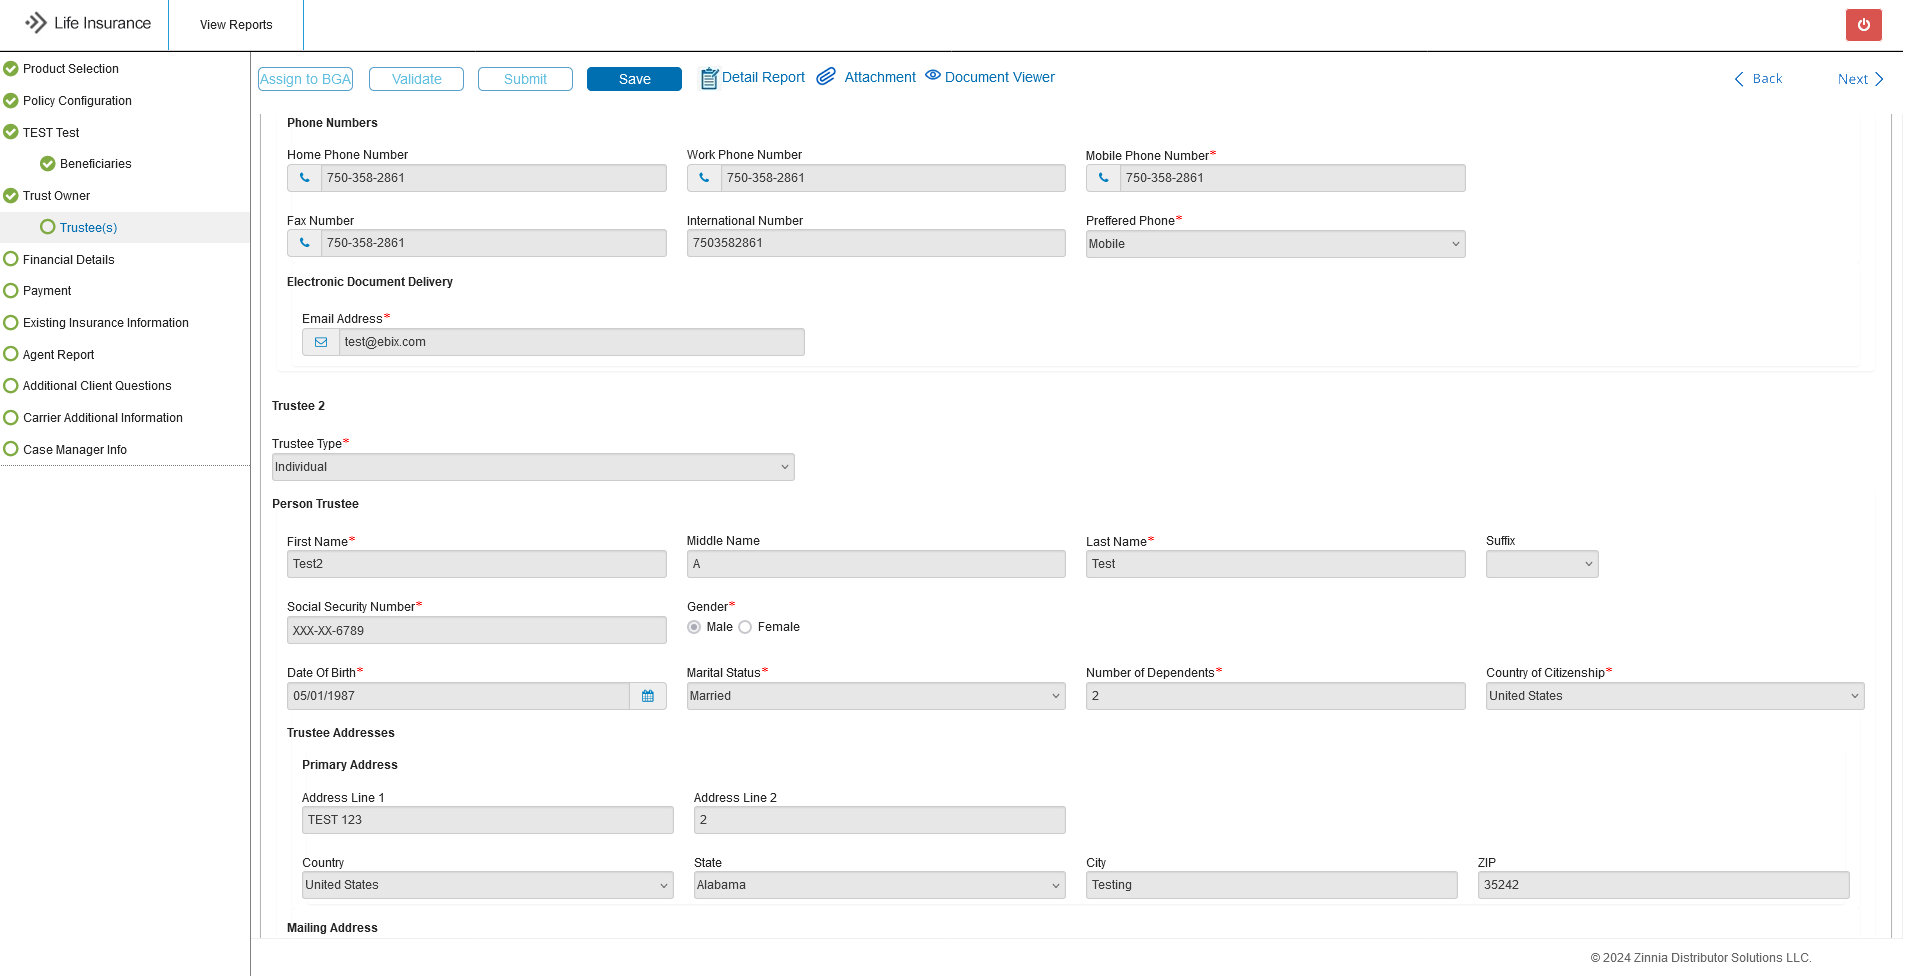 Life Insurance
View Reports
Product Selection
Policy Configuration
TEST Test
Beneficiaries
Trust Owner
Trustee(s)
Financial Details
Payment
Existing Insurance Information
Agent Report
Additional Client Questions
Carrier Additional Information
Case Manager Info
Assign to BGA Validate Submit Save Detail Report Attachment Document Viewer Back Next
Phone Numbers
Home Phone Number Work Phone Number Mobile Phone Number*
750-358-2861 750-358-2861 750-358-2861
Fax Number International Number Preffered Phone*
750-358-2861 7503582861 Mobile
Electronic Document Delivery
Email Address*
test@ebix.com
Trustee 2
Trustee Type*
Individual
Person Trustee
First Name* Middle Name Last Name* Suffix
Test2 A Test
Social Security Number* Gender*
XXX-XX-6789 Male Female
Date Of Birth* Marital Status* Number of Dependents* Country of Citizenship*
05/01/1987 Married 2 United States
Trustee Addresses
Primary Address
Address Line 1 Address Line 2
TEST 123 2
Country State City ZIP
United States Alabama Testing 35242
Mailing Address
© 2024 Zinnia Distributor Solutions LLC.